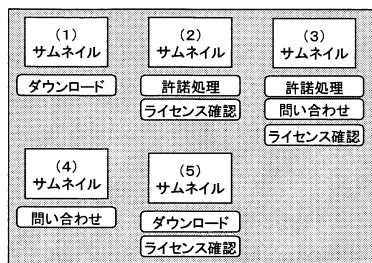 (1)
サムネイル
ダウンロード
(2)
サムネイル
許諾処理
ライセンス確認
(3)
サムネイル
許諾処理
問い合わせ
ライセンス確認
(4)
サムネイル
問い合わせ
(5)
サムネイル
ダウンロード
ライセンス確認